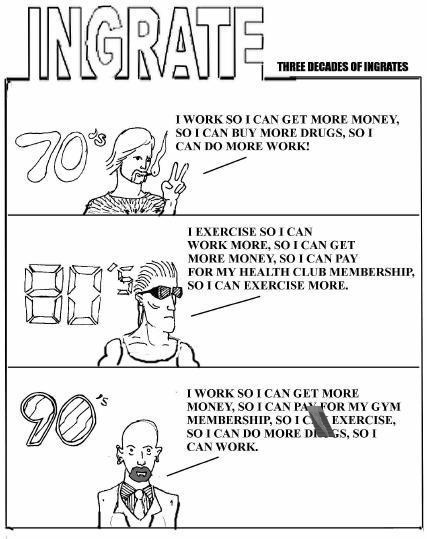 INGRATE
THREE DECADES OF INGRATES
70's
I WORK SO I CAN GET MORE MONEY,
SO I CAN BUY MORE DRUGS, SO I
CAN DO MORE WORK!
80's
I EXERCISE SO I CAN
WORK MORE, SO I CAN GET
MORE MONEY, SO I CAN PAY
FOR MY HEALTH CLUB MEMBERSHIP,
SO I CAN EXERCISE MORE.
90's
I WORK SO I CAN GET MORE
MONEY, SO I CAN PAY FOR MY GYM
MEMBERSHIP, SO I EXERCISE,
SO I CAN DO MORE SO I
CAN WORK.